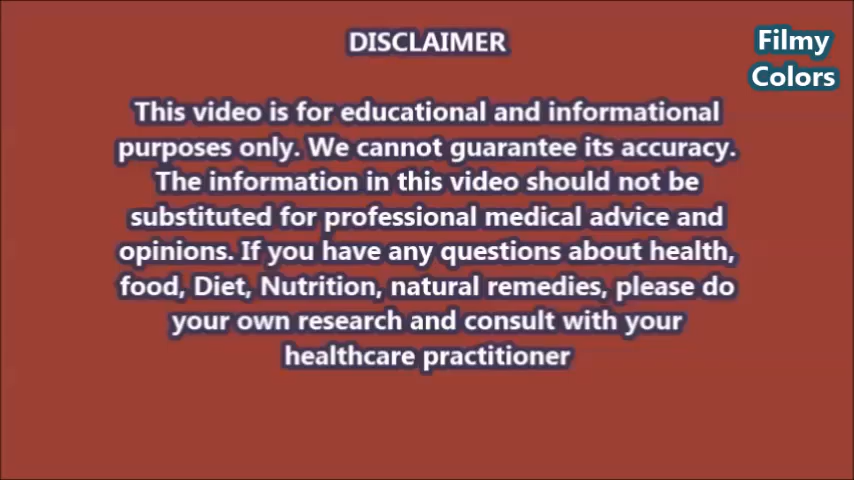 DISCLAIMER
Filmy
Colors
This video is for educational and informational
purposes only. We cannot guarantee its accuracy.
The information in this video should not be
substituted for professional medical advice and
opinions. If you have any questions about health,
food, Diet, Nutrition, natural remedies, please do
your own research and consult with your
healthcare practitioner